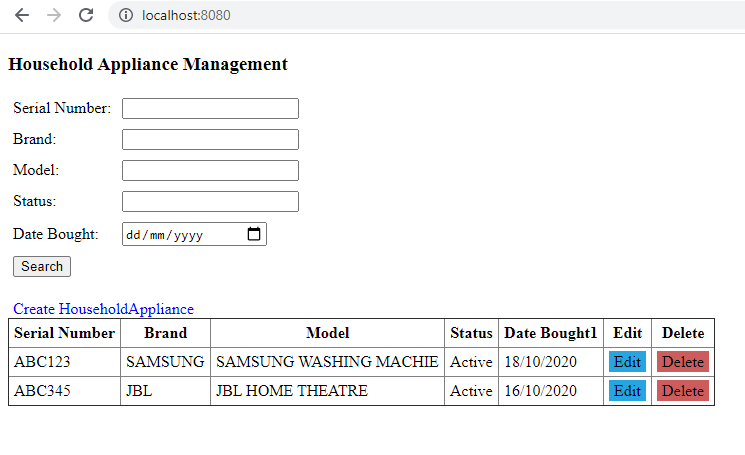 localhost:8080
Household Appliance Management
Serial Number:
Brand:
Model:
Status:
Date Bought: dd/mm/yyyy
Search
Create HouseholdAppliance
Serial Number Brand Model Status Date Bought1 Edit Delete
ABC123 SAMSUNG SAMSUNG WASHING MACHIE Active 18/10/2020 Edit Delete
ABC345 JBL JBL HOME THEATRE Active 16/10/2020 Edit Delete